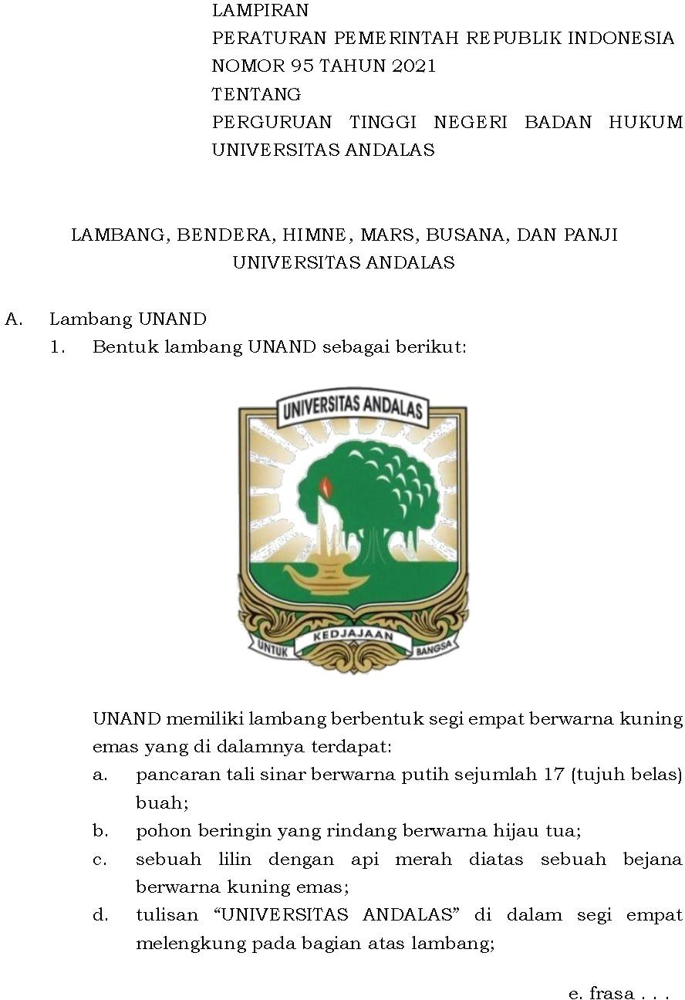 LAMPIRAN
PERATURAN PEMERINTAH REPUBLIK INDONESIA
NOMOR 95 TAHUN 2021
TENTANG
PERGURUAN TINGGI NEGERI BADAN HUKUM
UNIVERSITAS ANDALAS
LAMBANG, BENDERA, HIMNE, MARS, BUSANA, DAN PANJI
UNIVERSITAS ANDALAS
A. Lambang UNAND
1. Bentuk lambang UNAND sebagai berikut:
UNIVERSITAS ANDALAS
UNTUK KEDJAJAAN BANGSA
UNAND memiliki lambang berbentuk segi empat berwarna kuning
emas yang di dalamnya terdapat:
a. pancaran tali sinar berwarna putih sejumlah 17 (tujuh belas)
buah;
b. pohon beringin yang rindang berwarna hijau tua;
c. sebuah lilin dengan api merah diatas sebuah bejana
berwarna kuning emas;
d. tulisan “UNIVERSITAS ANDALAS” di dalam segi empat
melengkung pada bagian atas lambang;
e. frasa . . .